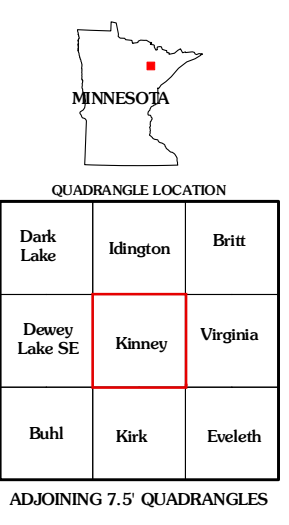 MINNESOTA
QUADRANGLE LOCATION
Dark
Lake
Idington
Britt
Dewey
Lake SE
Kinney
Virginia
Buhl
Kirk
Eveleth
ADJOINING 7.5' QUADRANGLES